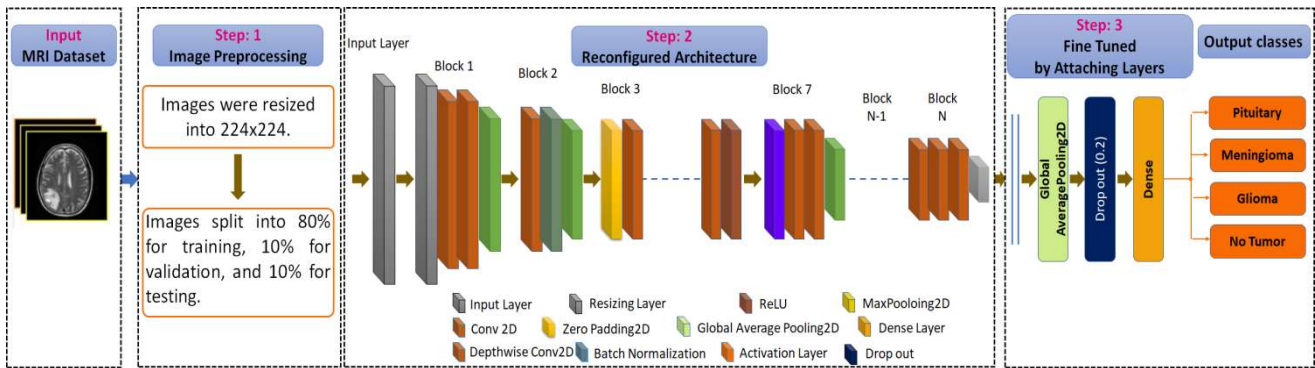 Input
MRI Dataset
Step: 1
Image Preprocessing
Images were resized
into 224x224.
Images split into 80%
for training, 10% for
validation, and 10% for
testing.
Step: 2
Reconfigured Architecture
Input Layer
Block 1
Block 2
Block 3
Block 7
Block
N-1
Block
N
Input Layer
Resizing Layer
ReLU
MaxPooloing2D
Conv 2D
Zero Padding2D
Global Average Pooling2D
Dense Layer
Depthwise Conv2D
Batch Normalization
Activation Layer
Drop out
Step: 3
Fine Tuned
by Attaching Layers
Global
AveragePooling2D
Drop out (0.2)
Dense
Output classes
Pituitary
Meningioma
Glioma
No Tumor